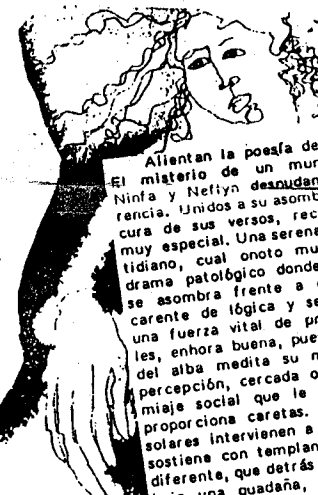 Alientan la poesía de
El misterio de un mun
Ninfa y Neflyn desnudan
rencia. Unidos a su asomb
cura de sus versos, rec
muy especial. Una serena
tidiano, cual onoto mu
drama patológico donde
se asombra frente a
carente de lógica y se
una fuerza vital de pr
les, enhora buena, pue
del alba medita su m
percepción, cercada o
miaje social que le
proporciona caretas.
solares intervienen a
sostiene con templan
diferente, que detrás
una guadaña,